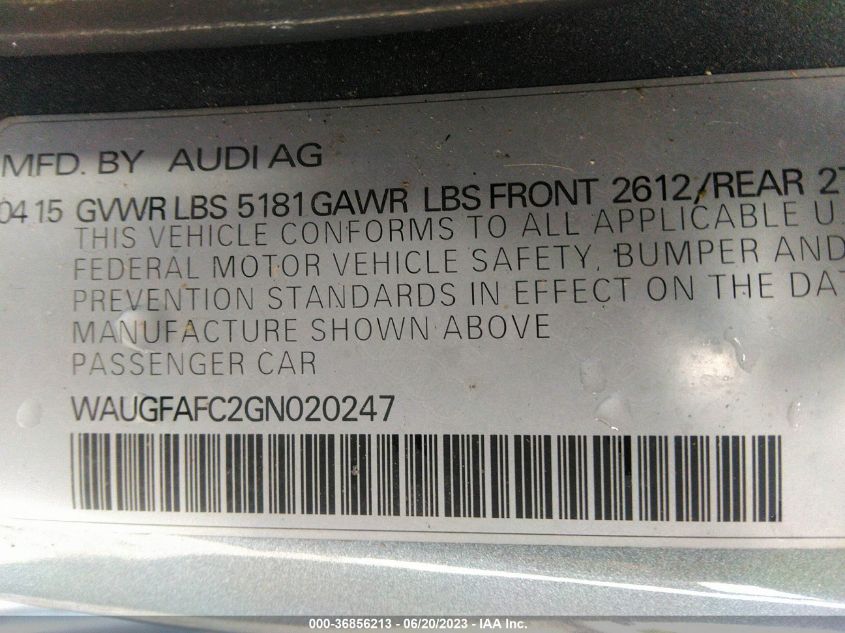 MFD. BY AUDI AG
04 15 GVWR LBS 5181 GAWR LBS FRONT 2612/REAR 27
THIS VEHICLE CONFORMS TO ALL APPLICABLE U.
FEDERAL MOTOR VEHICLE SAFETY, BUMPER AND
PREVENTION STANDARDS IN EFFECT ON THE DAT
MANUFACTURE SHOWN ABOVE
PASSENGER CAR
WAUGFAFC2GN020247
000-36856213 - 06/20/2023 - IAA Inc.